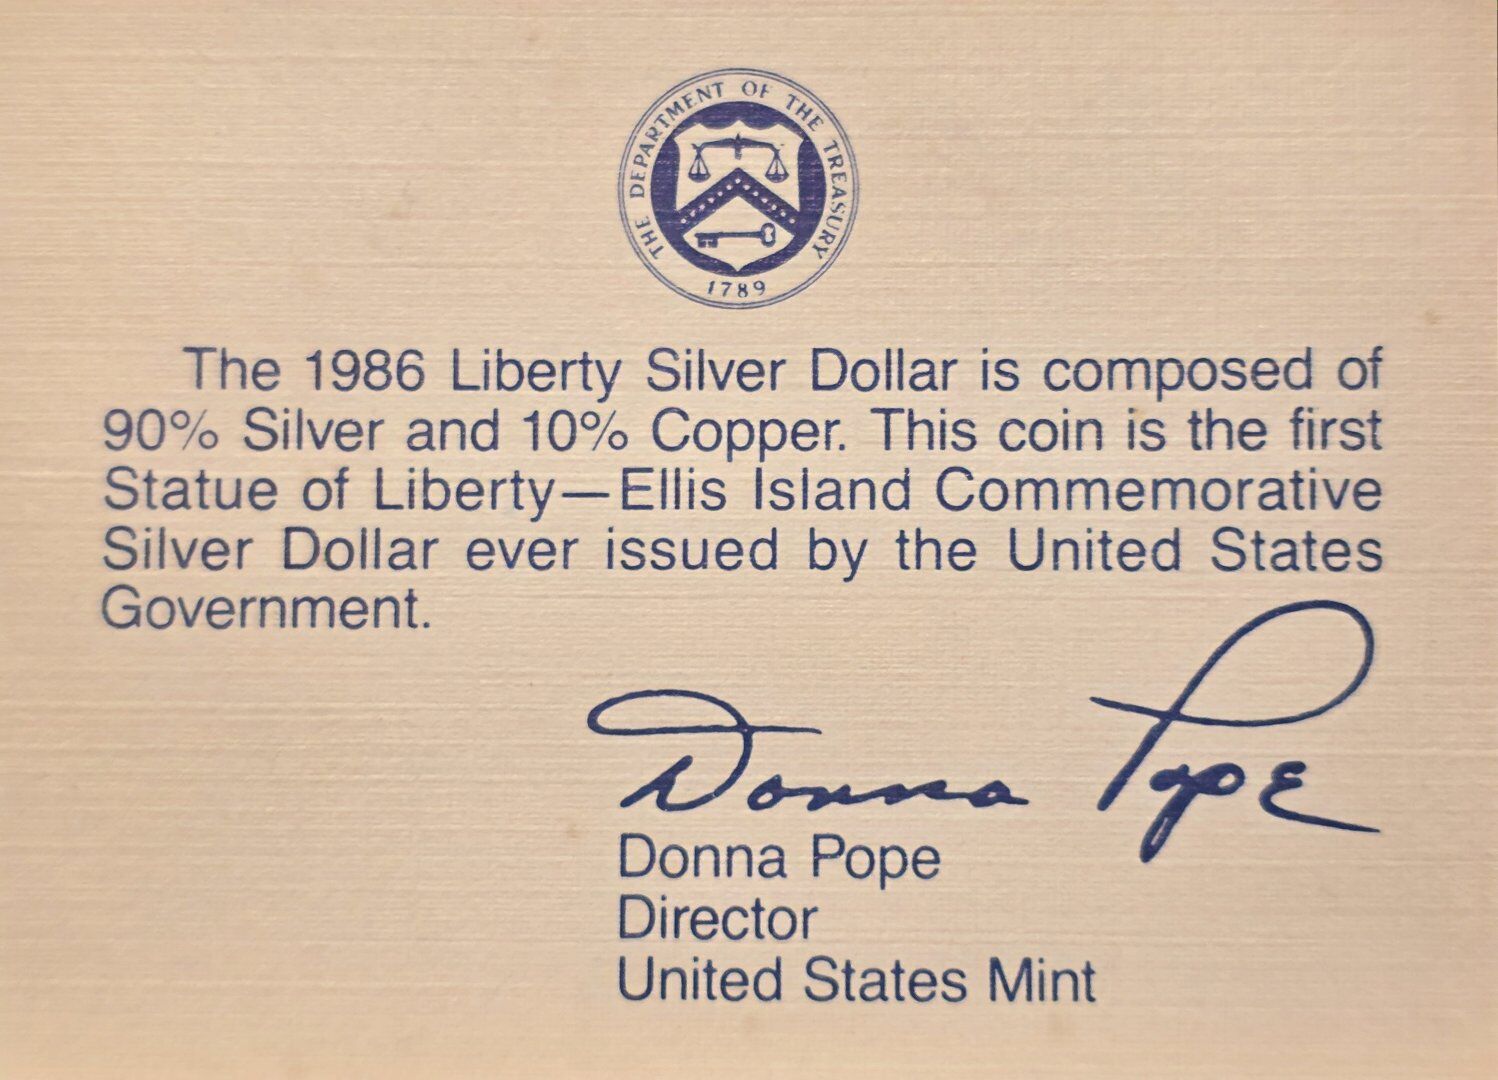 THE DEPARTMENT OF THE TREASURY
1789
The 1986 Liberty Silver Dollar is composed of
90% Silver and 10% Copper. This coin is the first
Statue of Liberty—Ellis Island Commemorative
Silver Dollar ever issued by the United States
Government.
Donna Pope
Donna Pope
Director
United States Mint